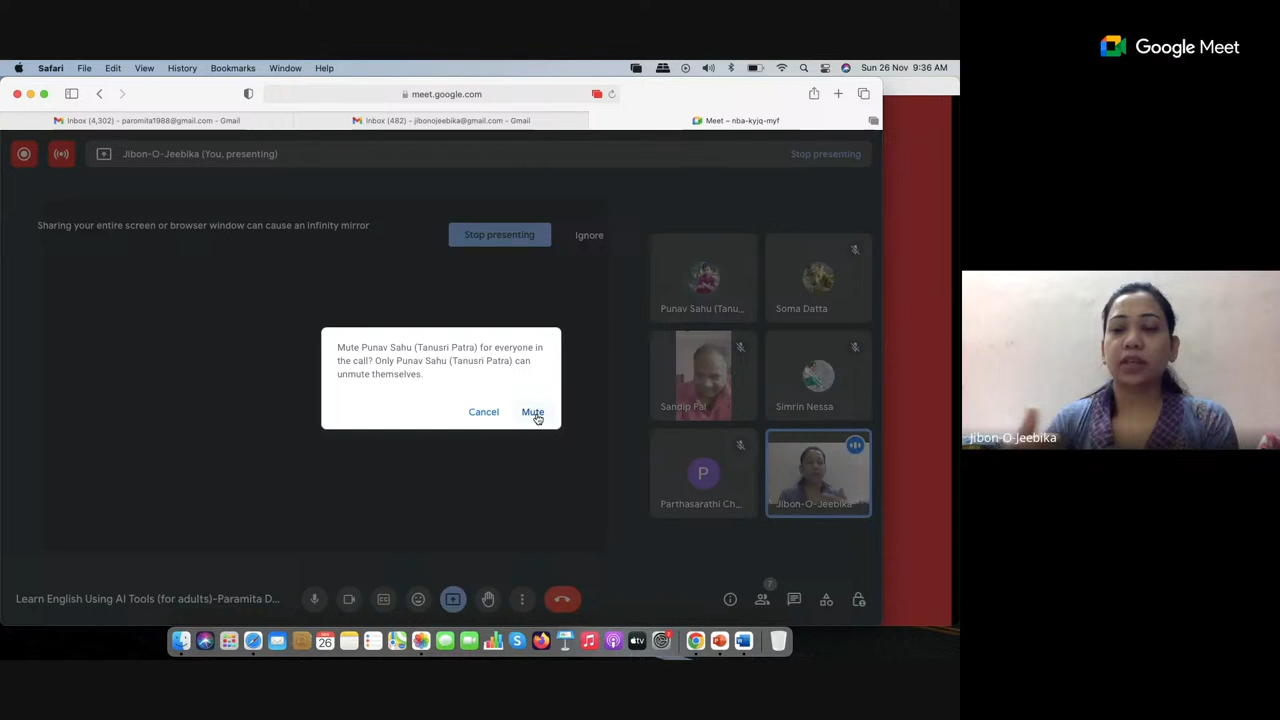 Google Meet
Safari File Edit View History Bookmarks Window Help
Sun 26 Nov 9:36 AM
meet.google.com
Inbox (4,302) - paromita1988@gmail.com - Gmail
Inbox (482) - jibonojeebika@gmail.com - Gmail
Meet – nba-kyjq-myf
Jibon-O-Jeebika (You, presenting)
Stop presenting
Sharing your entire screen or browser window can cause an infinity mirror
Stop presenting
Ignore
Punav Sahu (Tanu...
Soma Datta
Mute Punav Sahu (Tanusri Patra) for everyone in
the call? Only Punav Sahu (Tanusri Patra) can
unmute themselves.
Cancel
Mute
Sandip Pal
Simrin Nessa
P
Parthasarathi Ch...
Jibon-O-Jeebika
Jibon-O-Jeebika
Learn English Using AI Tools (for adults)-Paramita D...
7
NOV
26
tv